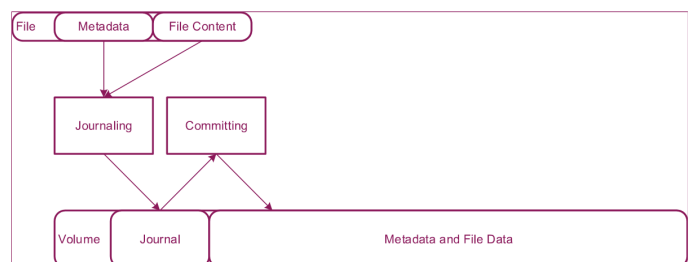 File Metadata File Content
Journaling Committing
Volume Journal Metadata and File Data